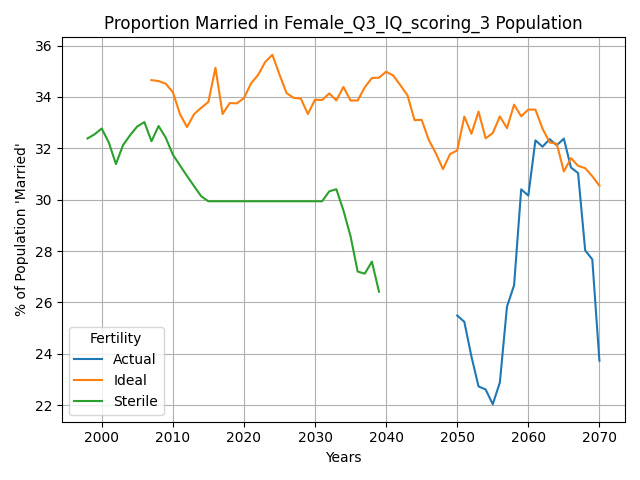 Proportion Married in Female_Q3_IQ_scoring_3 Population
% of Population 'Married'
36
34
32
30
28
26
24
22
Fertility
Actual
Ideal
Sterile
2000 2010 2020 2030 2040 2050 2060 2070
Years